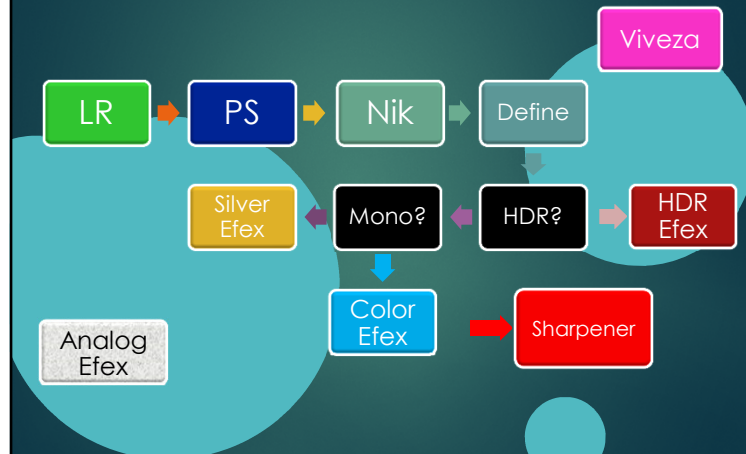 Viveza
LR
PS
Nik
Define
Silver
Efex
Mono?
HDR?
HDR
Efex
Color
Efex
Sharpener
Analog
Efex